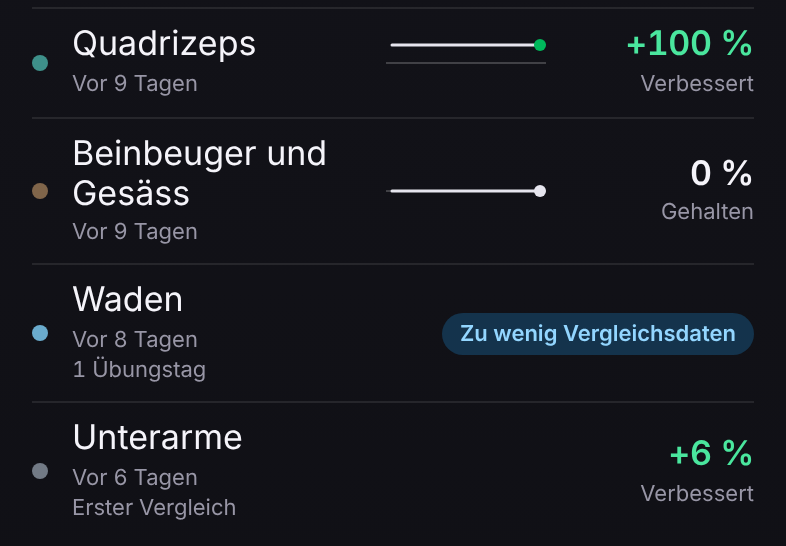 Quadrizeps
Vor 9 Tagen
+100 %
Verbessert
Beinbeuger und
Gesäss
Vor 9 Tagen
0 %
Gehalten
Waden
Vor 8 Tagen
1 Übungstag
Zu wenig Vergleichsdaten
Unterarme
Vor 6 Tagen
Erster Vergleich
+6 %
Verbessert